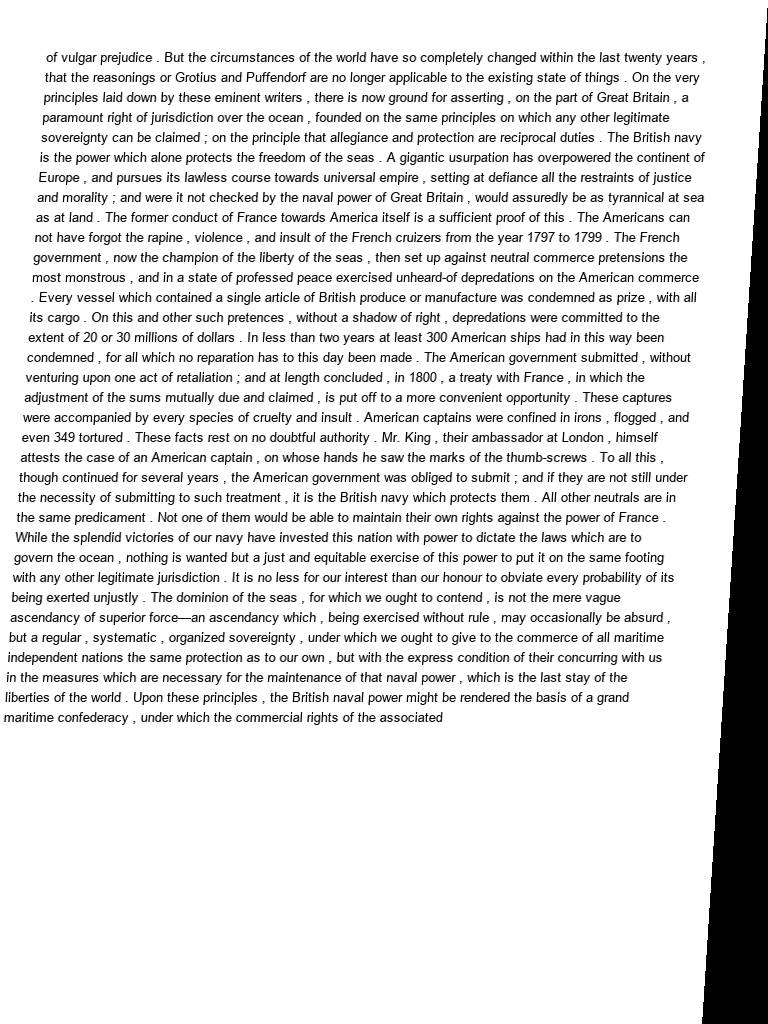 of vulgar prejudice . But the circumstances of the world have so completely changed within the last twenty years ,
that the reasonings or Grotius and Puffendorf are no longer applicable to the existing state of things . On the very
principles laid down by these eminent writers , there is now ground for asserting , on the part of Great Britain , a
paramount right of jurisdiction over the ocean , founded on the same principles on which any other legitimate
sovereignty can be claimed ; on the principle that allegiance and protection are reciprocal duties . The British navy
is the power which alone protects the freedom of the seas . A gigantic usurpation has overpowered the continent of
Europe , and pursues its lawless course towards universal empire , setting at defiance all the restraints of justice
and morality ; and were it not checked by the naval power of Great Britain , would assuredly be as tyrannical at sea
as at land . The former conduct of France towards America itself is a sufficient proof of this . The Americans can
not have forgot the rapine , violence , and insult of the French cruizers from the year 1797 to 1799 . The French
government , now the champion of the liberty of the seas , then set up against neutral commerce pretensions the
most monstrous , and in a state of professed peace exercised unheard-of depredations on the American commerce
. Every vessel which contained a single article of British produce or manufacture was condemned as prize , with all
its cargo . On this and other such pretences , without a shadow of right , depredations were committed to the
extent of 20 or 30 millions of dollars . In less than two years at least 300 American ships had in this way been
condemned , for all which no reparation has to this day been made . The American government submitted , without
venturing upon one act of retaliation ; and at length concluded , in 1800 , a treaty with France , in which the
adjustment of the sums mutually due and claimed , is put off to a more convenient opportunity . These captures
were accompanied by every species of cruelty and insult . American captains were confined in irons , flogged , and
even 349 tortured . These facts rest on no doubtful authority . Mr. King , their ambassador at London , himself
attests the case of an American captain , on whose hands he saw the marks of the thumb-screws . To all this ,
though continued for several years , the American government was obliged to submit ; and if they are not still under
the necessity of submitting to such treatment , it is the British navy which protects them . All other neutrals are in
the same predicament . Not one of them would be able to maintain their own rights against the power of France .
While the splendid victories of our navy have invested this nation with power to dictate the laws which are to
govern the ocean , nothing is wanted but a just and equitable exercise of this power to put it on the same footing
with any other legitimate jurisdiction . It is no less for our interest than our honour to obviate every probability of its
being exerted unjustly . The dominion of the seas , for which we ought to contend , is not the mere vague
ascendancy of superior force—an ascendancy which , being exercised without rule , may occasionally be absurd ,
but a regular , systematic , organized sovereignty , under which we ought to give to the commerce of all maritime
independent nations the same protection as to our own , but with the express condition of their concurring with us
in the measures which are necessary for the maintenance of that naval power , which is the last stay of the
liberties of the world . Upon these principles , the British naval power might be rendered the basis of a grand
maritime confederacy , under which the commercial rights of the associated